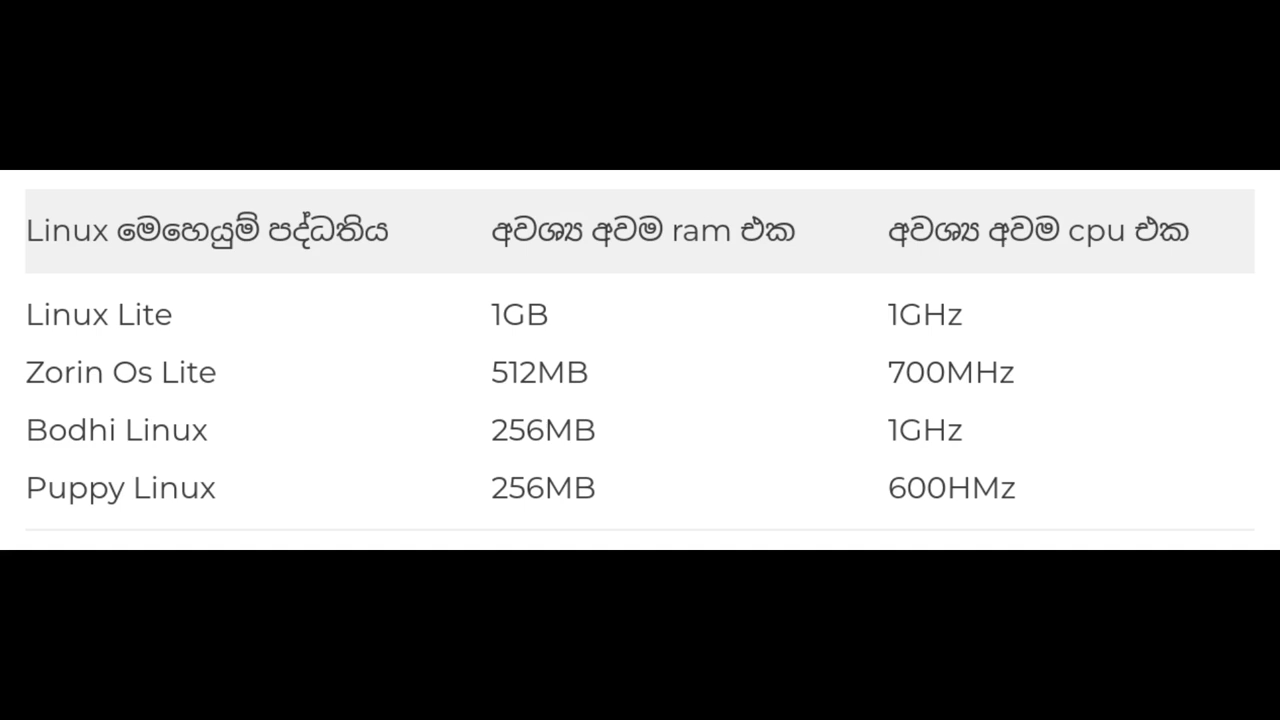 Linux මෙහෙයුම් පද්ධතිය අවශ්‍ය අවම ram එක අවශ්‍ය අවම cpu එක
Linux Lite 1GB 1GHz
Zorin Os Lite 512MB 700MHz
Bodhi Linux 256MB 1GHz
Puppy Linux 256MB 600HMz